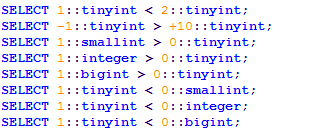 SELECT 1::tinyint < 2::tinyint;
SELECT -1::tinyint > +10::tinyint;
SELECT 1::smallint > 0::tinyint;
SELECT 1::integer > 0::tinyint;
SELECT 1::bigint > 0::tinyint;
SELECT 1::tinyint < 0::smallint;
SELECT 1::tinyint < 0::integer;
SELECT 1::tinyint < 0::bigint;